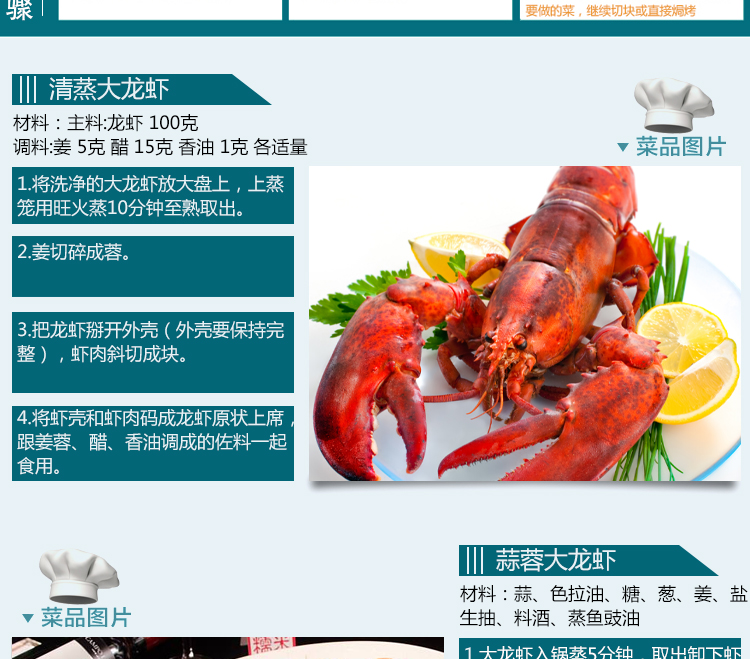 骤
要做的菜，继续切块或直接焗烤
清蒸大龙虾
材料：主料:龙虾 100克
调料:姜 5克 醋 15克 香油 1克 各适量
菜品图片
1.将洗净的大龙虾放大盘上，上蒸
笼用旺火蒸10分钟至熟取出。
2.姜切碎成蓉。
3.把龙虾掰开外壳（外壳要保持完
整），虾肉斜切成块。
4.将虾壳和虾肉码成龙虾原状上席，
跟姜蓉、醋、香油调成的佐料一起
食用。
菜品图片
蒜蓉大龙虾
材料：蒜、色拉油、糖、葱、姜、盐
生抽、料酒、蒸鱼豉油
1.大龙虾入锅蒸5分钟，取出卸下虾
糯米